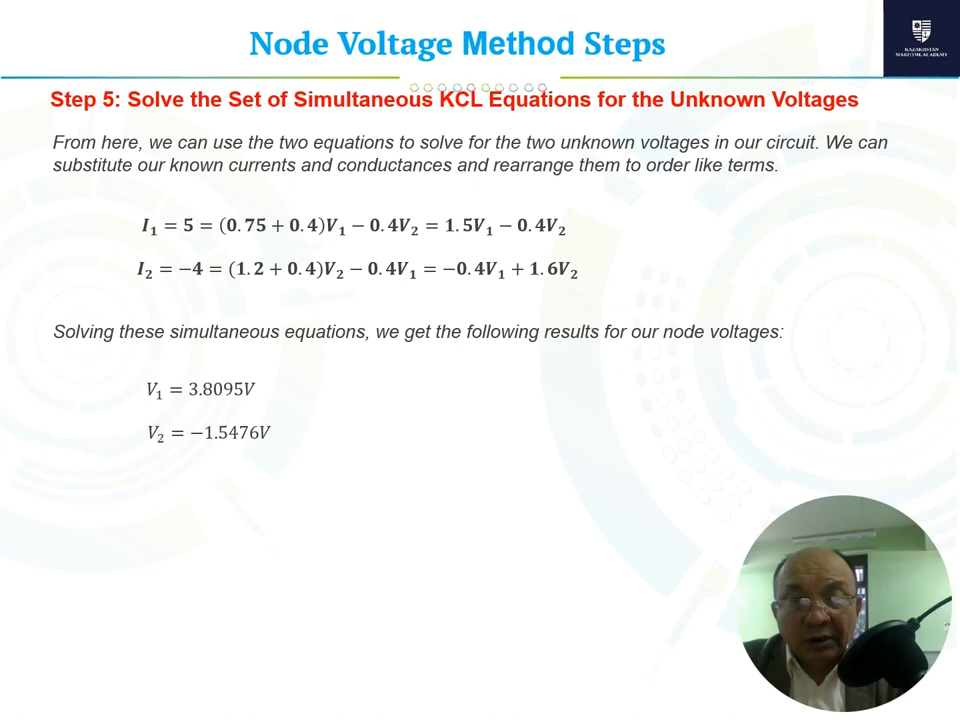 Node Voltage Method Steps
KAZAKHSTAN
MARITIME ACADEMY
Step 5: Solve the Set of Simultaneous KCL Equations for the Unknown Voltages
From here, we can use the two equations to solve for the two unknown voltages in our circuit. We can
substitute our known currents and conductances and rearrange them to order like terms.
I₁ = 5 = (0.75 + 0.4)V₁ − 0.4V₂ = 1.5V₁ − 0.4V₂
I₂ = −4 = (1.2 + 0.4)V₂ − 0.4V₁ = −0.4V₁ + 1.6V₂
Solving these simultaneous equations, we get the following results for our node voltages:
V₁ = 3.8095V
V₂ = −1.5476V